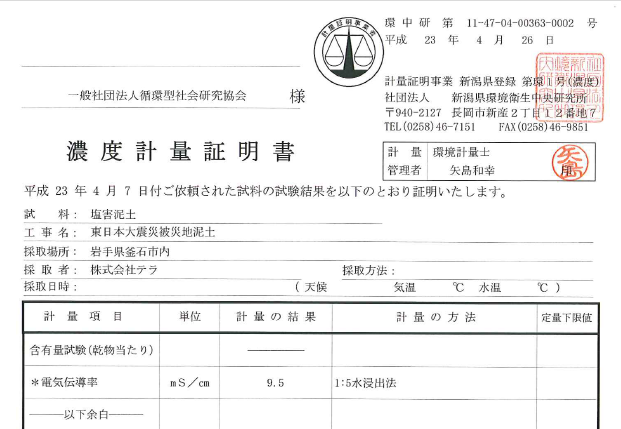 環中研 第 11-47-04-00363-0002 号
平成 23 年 4 月 26 日
計量証明事業者
一般社団法人循環型社会研究協会 様
計量証明事業 新潟県登録 第環1号(濃度)
社団法人 新潟県環境衛生中央研究所
〒940-2127 長岡市新産2丁目12番地7
TEL(0258)46-7151 FAX(0258)46-9851
濃度計量証明書
計量管理者 環境計量士 矢島和幸 印
矢島
平成 23 年 4 月 7 日付ご依頼された試料の試験結果を以下のとおり証明いたします。
試料: 塩害泥土
工事名: 東日本大震災被災地泥土
採取場所: 岩手県釜石市内
採取者: 株式会社テラ 採取方法:
採取日時: (天候 気温 ℃ 水温 ℃)
計量項目 単位 計量の結果 計量の方法 定量下限値
含有量試験(乾物当たり) ————
*電気伝導率 mS/cm 9.5 1:5水浸出法
——以下余白——